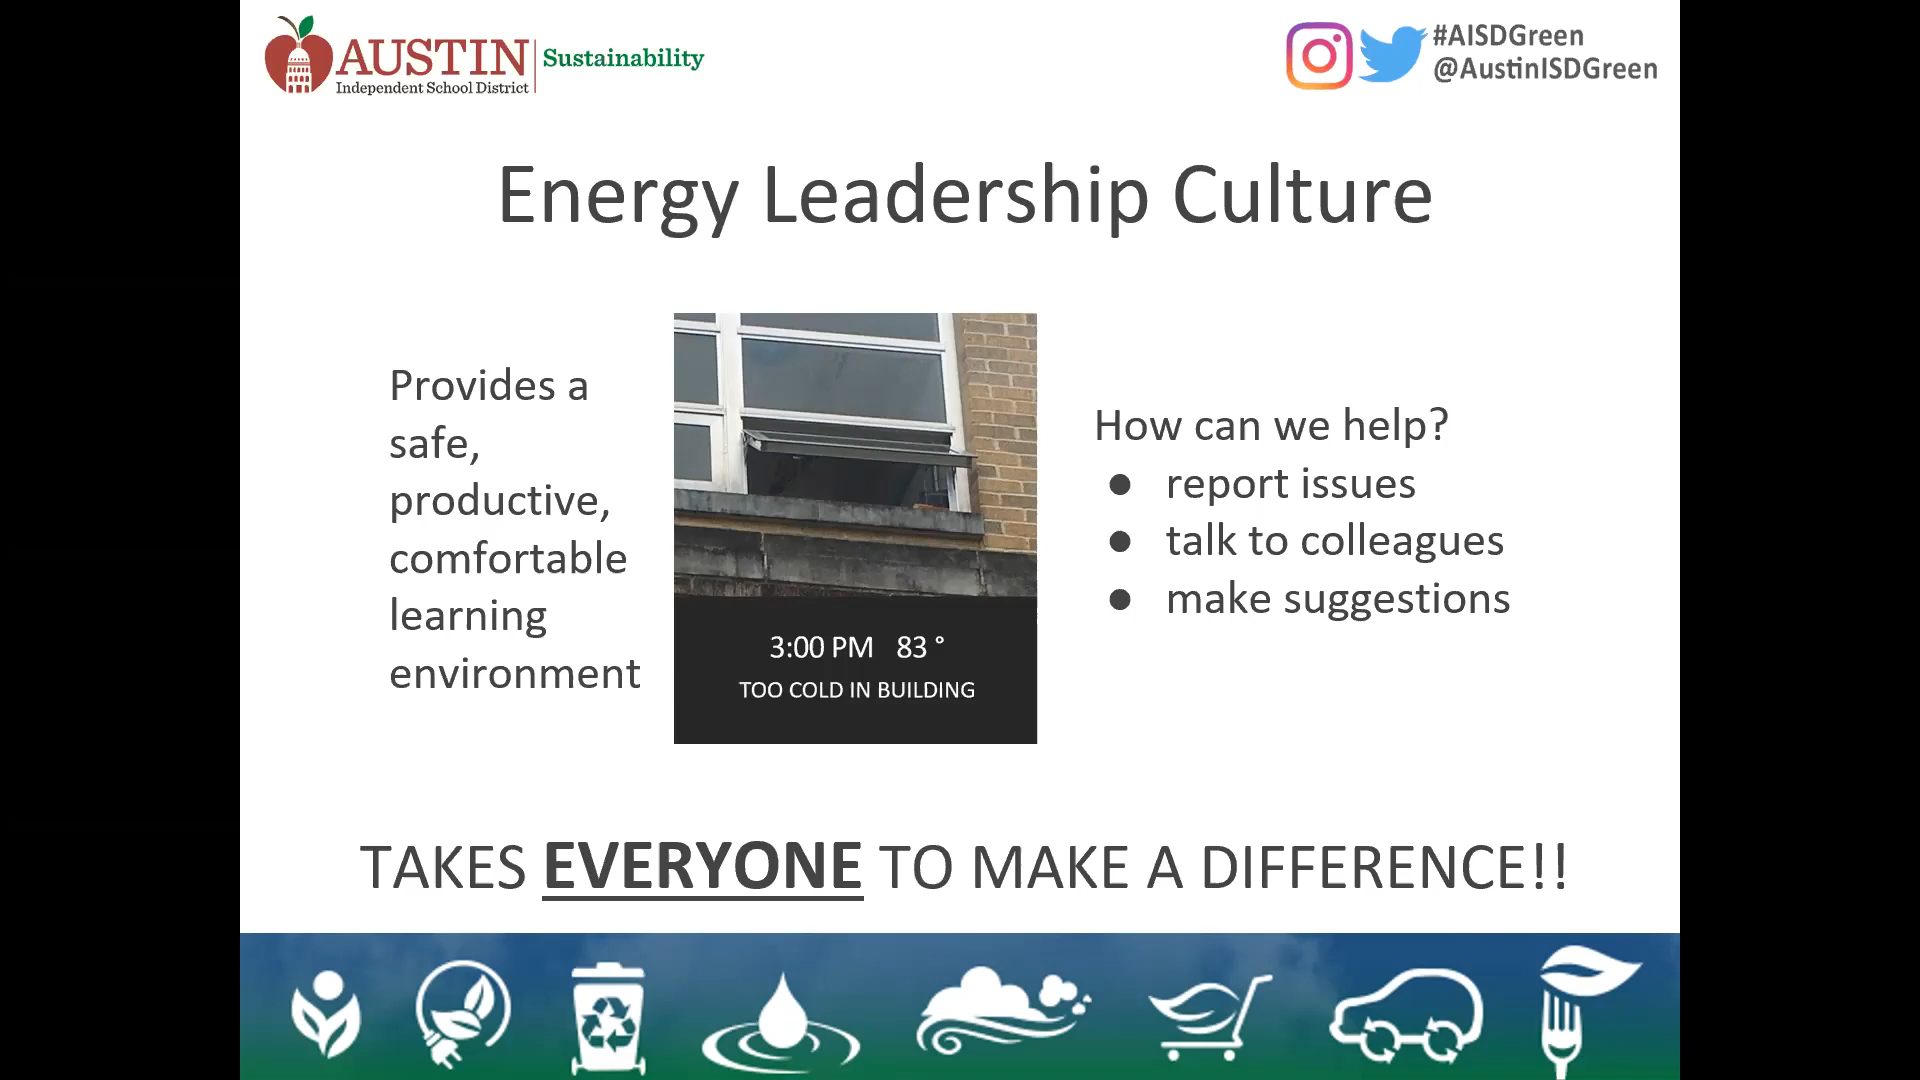 AUSTIN
Independent School District
Sustainability
#AISDGreen
@AustinISDGreen
Energy Leadership Culture
Provides a
safe,
productive,
comfortable
learning
environment
3:00 PM 83 °
TOO COLD IN BUILDING
How can we help?
● report issues
● talk to colleagues
● make suggestions
TAKES EVERYONE TO MAKE A DIFFERENCE!!